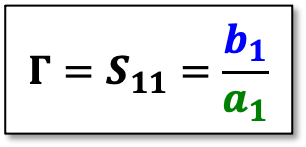 Γ = S₁₁ = b₁/a₁